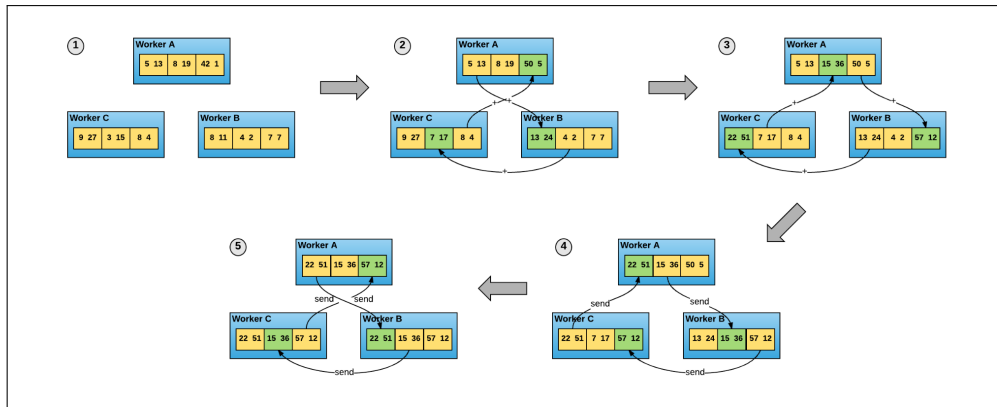 1
Worker A
5 13 8 19 42 1
Worker C
9 27 3 15 8 4
Worker B
8 11 4 2 7 7
2
Worker A
5 13 8 19 50 5
+ +
Worker C
9 27 7 17 8 4
Worker B
13 24 4 2 7 7
+
3
Worker A
5 13 15 36 50 5
+ +
Worker C
22 51 7 17 8 4
Worker B
13 24 4 2 57 12
+
5
Worker A
22 51 15 36 57 12
send send
Worker C
22 51 15 36 57 12
Worker B
22 51 15 36 57 12
send
4
Worker A
22 51 15 36 50 5
send send
Worker C
22 51 7 17 57 12
Worker B
13 24 15 36 57 12
send